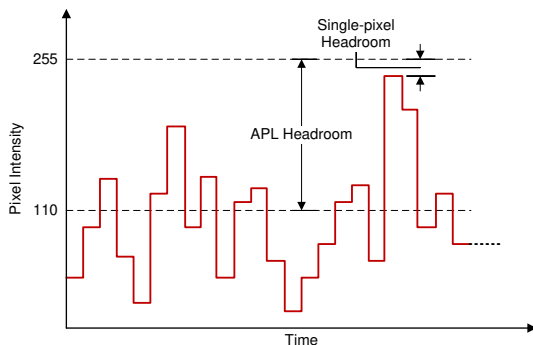 Single-pixel
Headroom
255
APL Headroom
Pixel Intensity
110
Time